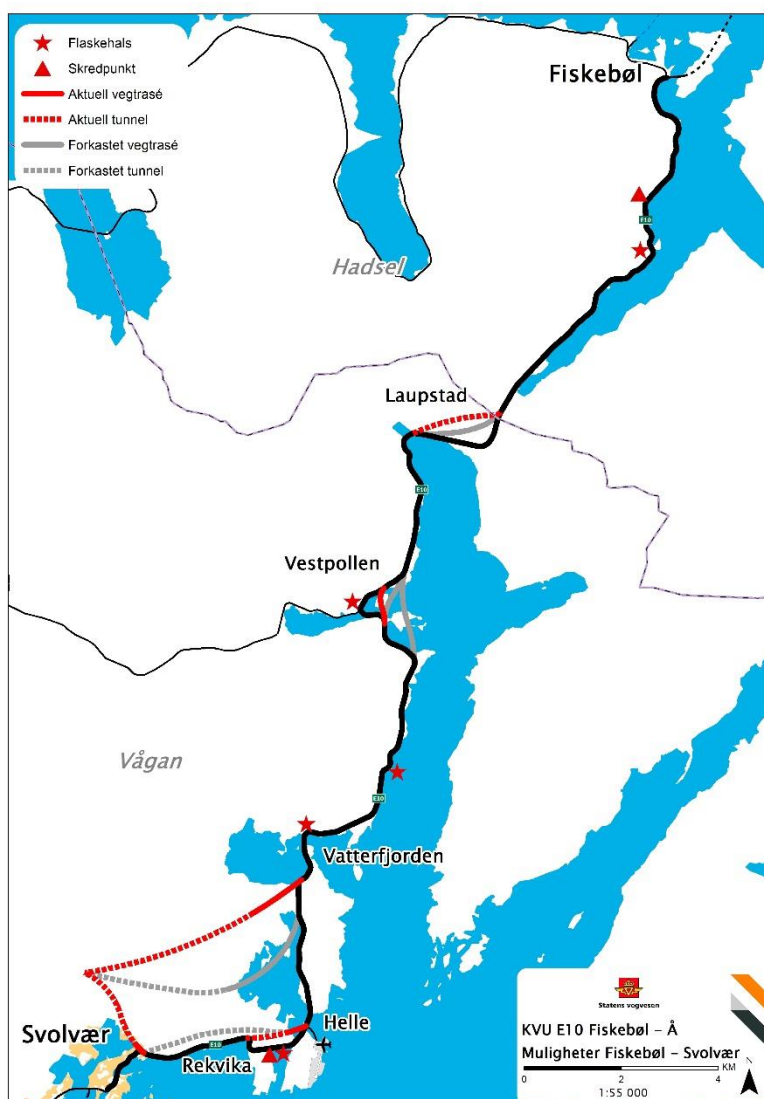 Flaskehals
Skredpunkt
Aktuell vegtrasé
Aktuell tunnel
Forkastet vegtrasé
Forkastet tunnel
Fiskebøl
E10
Hadsel
Laupstad
E10
Vestpollen
Vågan
E10
Vatterfjorden
Svolvær
Helle
E10
Rekvika
Statens vegvesen
KVU E10 Fiskebøl – Å
Muligheter Fiskebøl – Svolvær
N
KM
0 2 4
1:55 000